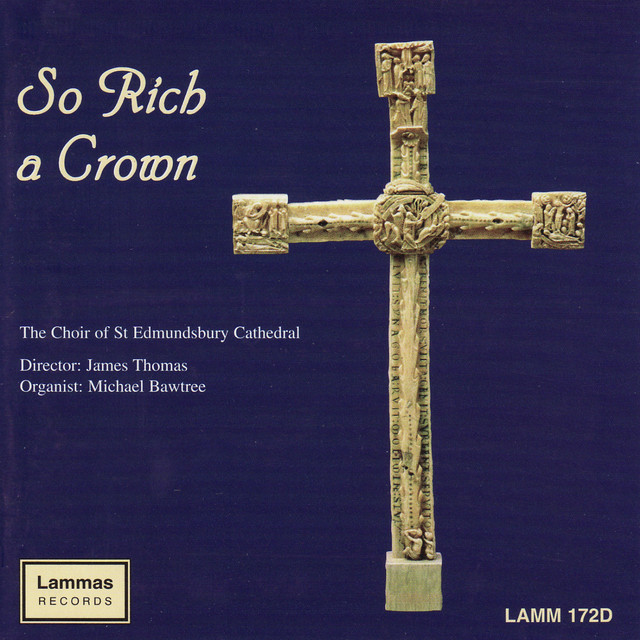 So Rich
a Crown
The Choir of St Edmundsbury Cathedral
Director: James Thomas
Organist: Michael Bawtree
Lammas
RECORDS
LAMM 172D